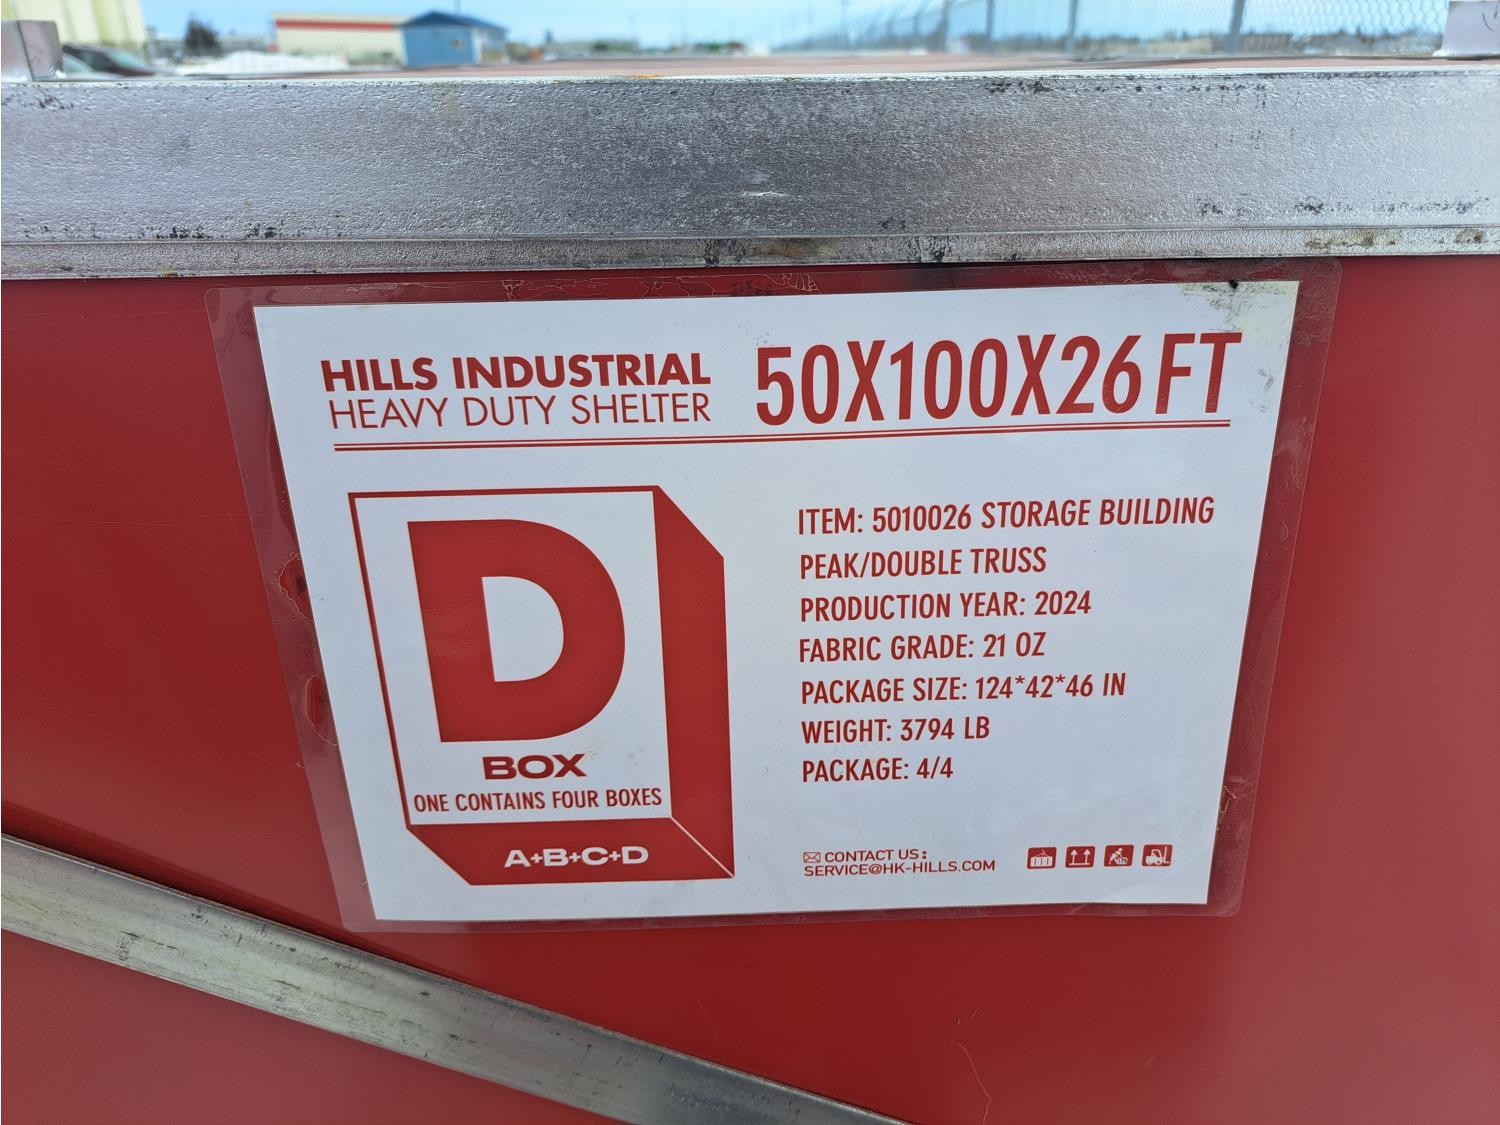 HILLS INDUSTRIAL
HEAVY DUTY SHELTER
50X100X26FT
D
BOX
ONE CONTAINS FOUR BOXES
A+B+C+D
ITEM: 5010026 STORAGE BUILDING
PEAK/DOUBLE TRUSS
PRODUCTION YEAR: 2024
FABRIC GRADE: 21 OZ
PACKAGE SIZE: 124*42*46 IN
WEIGHT: 3794 LB
PACKAGE: 4/4
CONTACT US:
SERVICE@HK-HILLS.COM